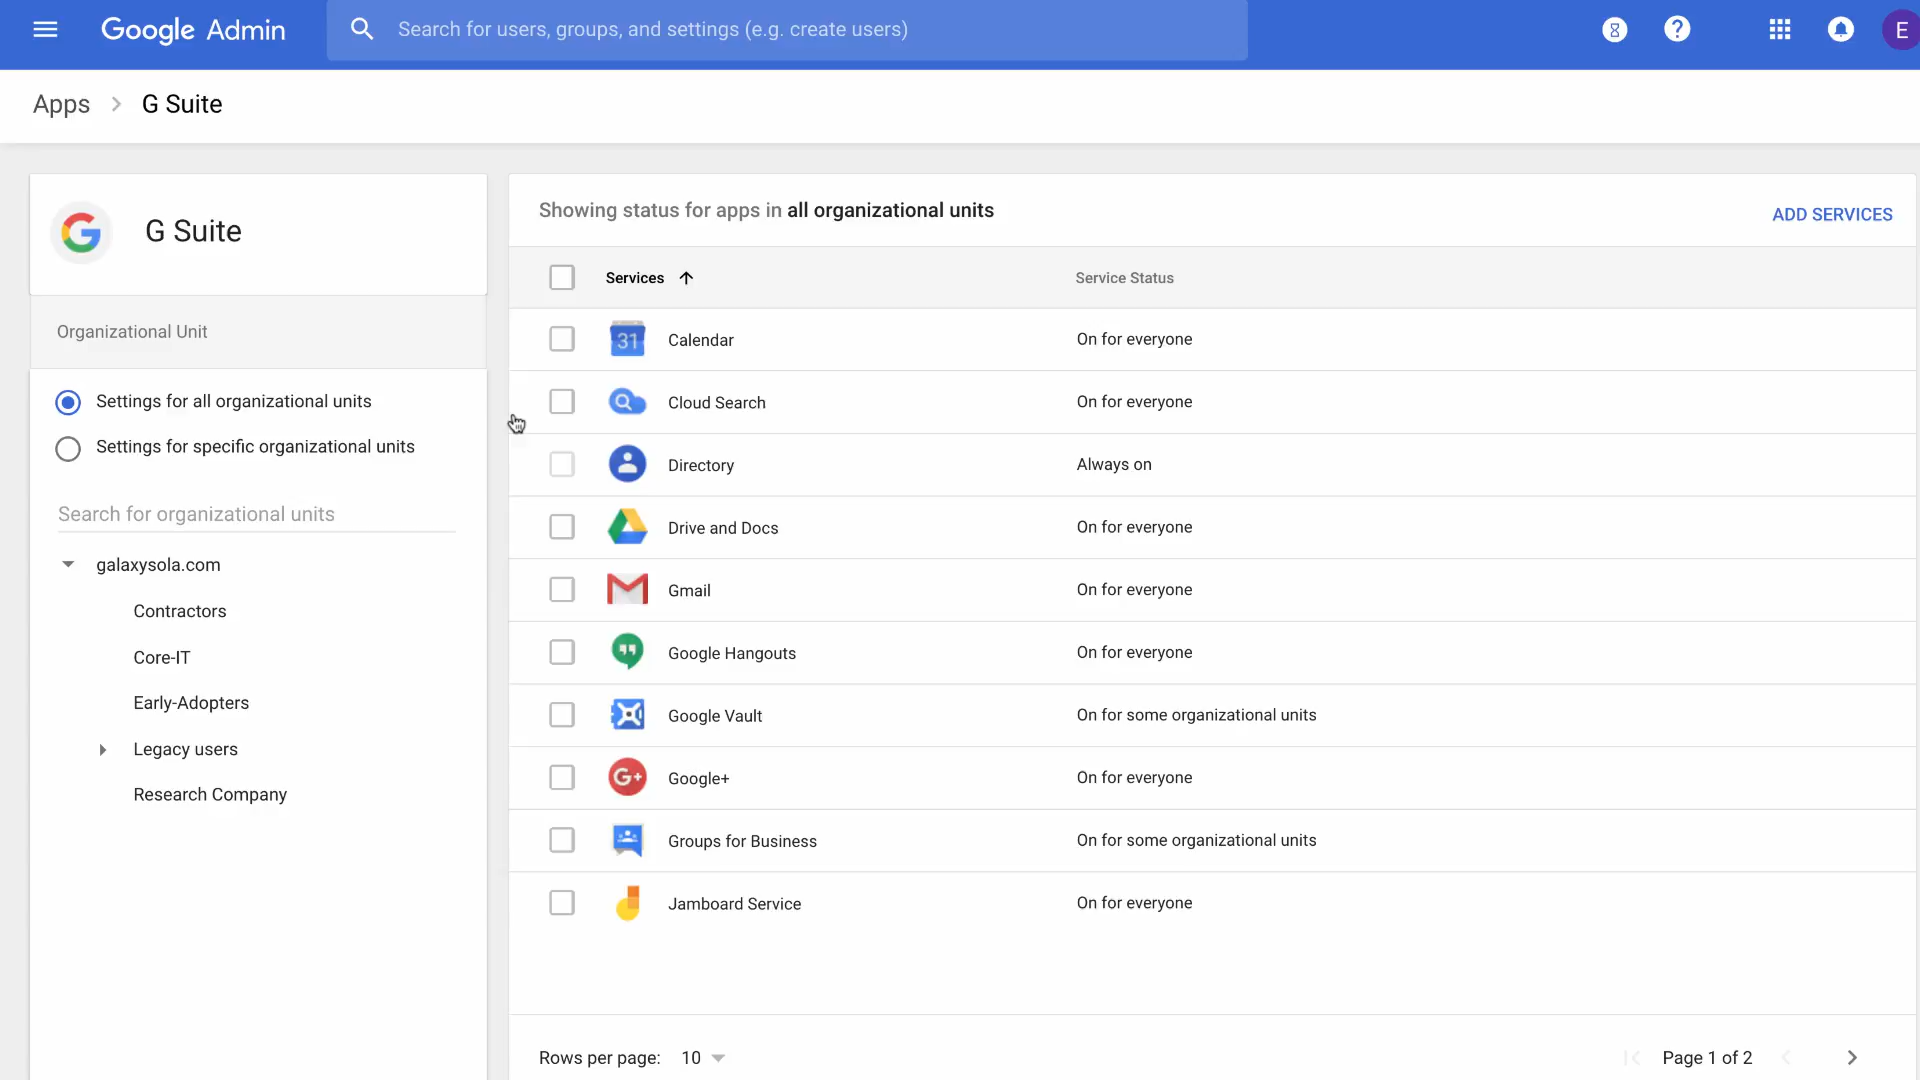 Google Admin
Search for users, groups, and settings (e.g. create users)
?
E
Apps > G Suite
G Suite
Organizational Unit
Settings for all organizational units
Settings for specific organizational units
Search for organizational units
galaxysola.com
Contractors
Core-IT
Early-Adopters
Legacy users
Research Company
Showing status for apps in all organizational units
ADD SERVICES
Services Service Status
31 Calendar On for everyone
Cloud Search On for everyone
Directory Always on
Drive and Docs On for everyone
Gmail On for everyone
Google Hangouts On for everyone
Google Vault On for some organizational units
G+ Google+ On for everyone
Groups for Business On for some organizational units
Jamboard Service On for everyone
Rows per page: 10
Page 1 of 2